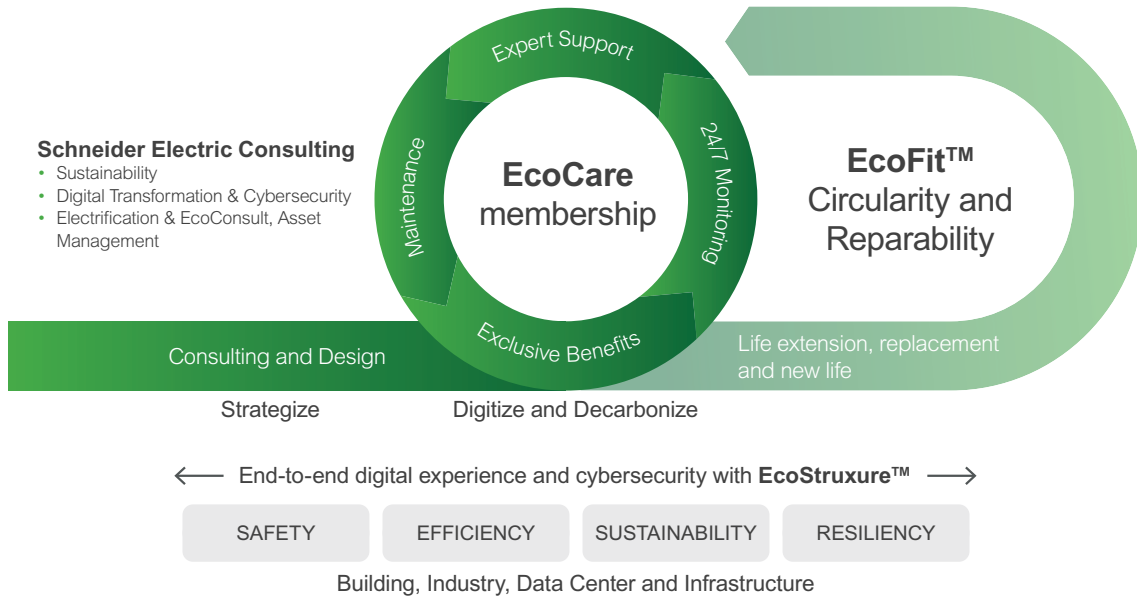 Schneider Electric Consulting
• Sustainability
• Digital Transformation & Cybersecurity
• Electrification & EcoConsult, Asset
Management
Expert Support
24/7 Monitoring
Exclusive Benefits
Maintenance
EcoCare
membership
EcoFit™
Circularity and
Reparability
Consulting and Design
Life extension, replacement
and new life
Strategize
Digitize and Decarbonize
End-to-end digital experience and cybersecurity with EcoStruxure™
SAFETY
EFFICIENCY
SUSTAINABILITY
RESILIENCY
Building, Industry, Data Center and Infrastructure